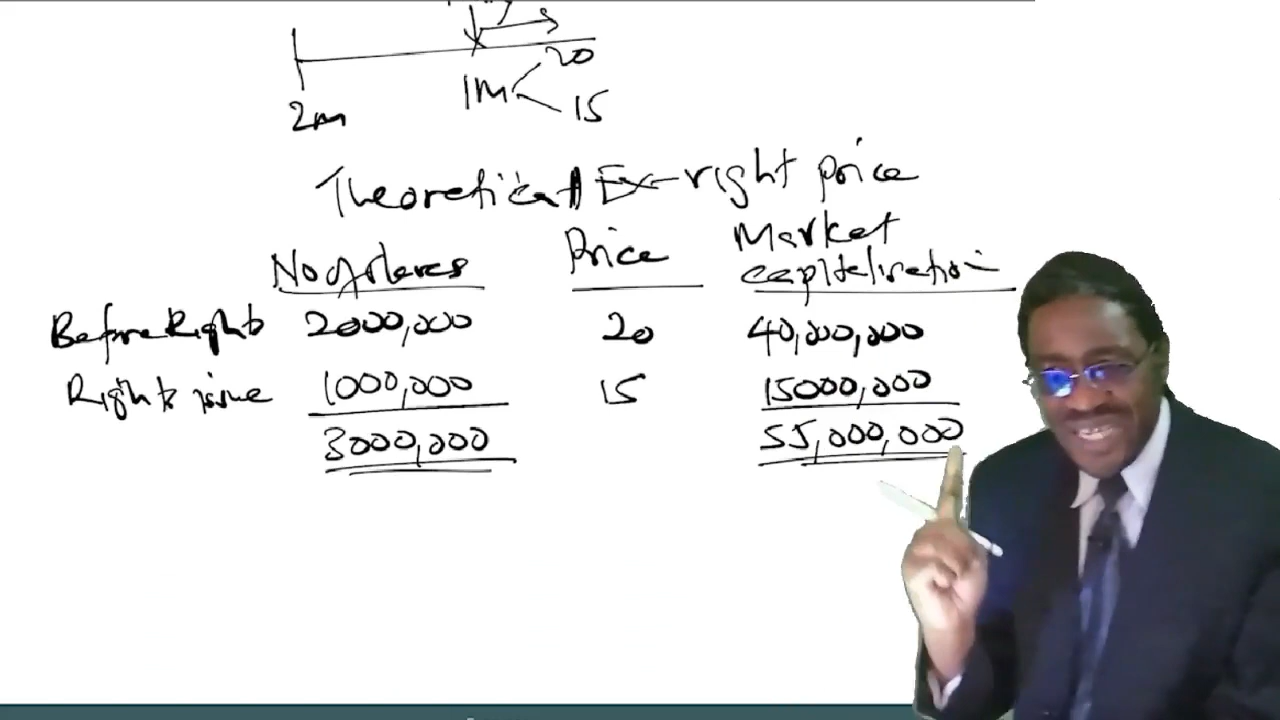 20
1M
15
2m
Theoretical Ex-right price
No of shares Price Market capitalisation
Before Rights 2000,000 20 40,000,000
Rights issue 1000,000 15 15000,000
3000,000 55,000,000